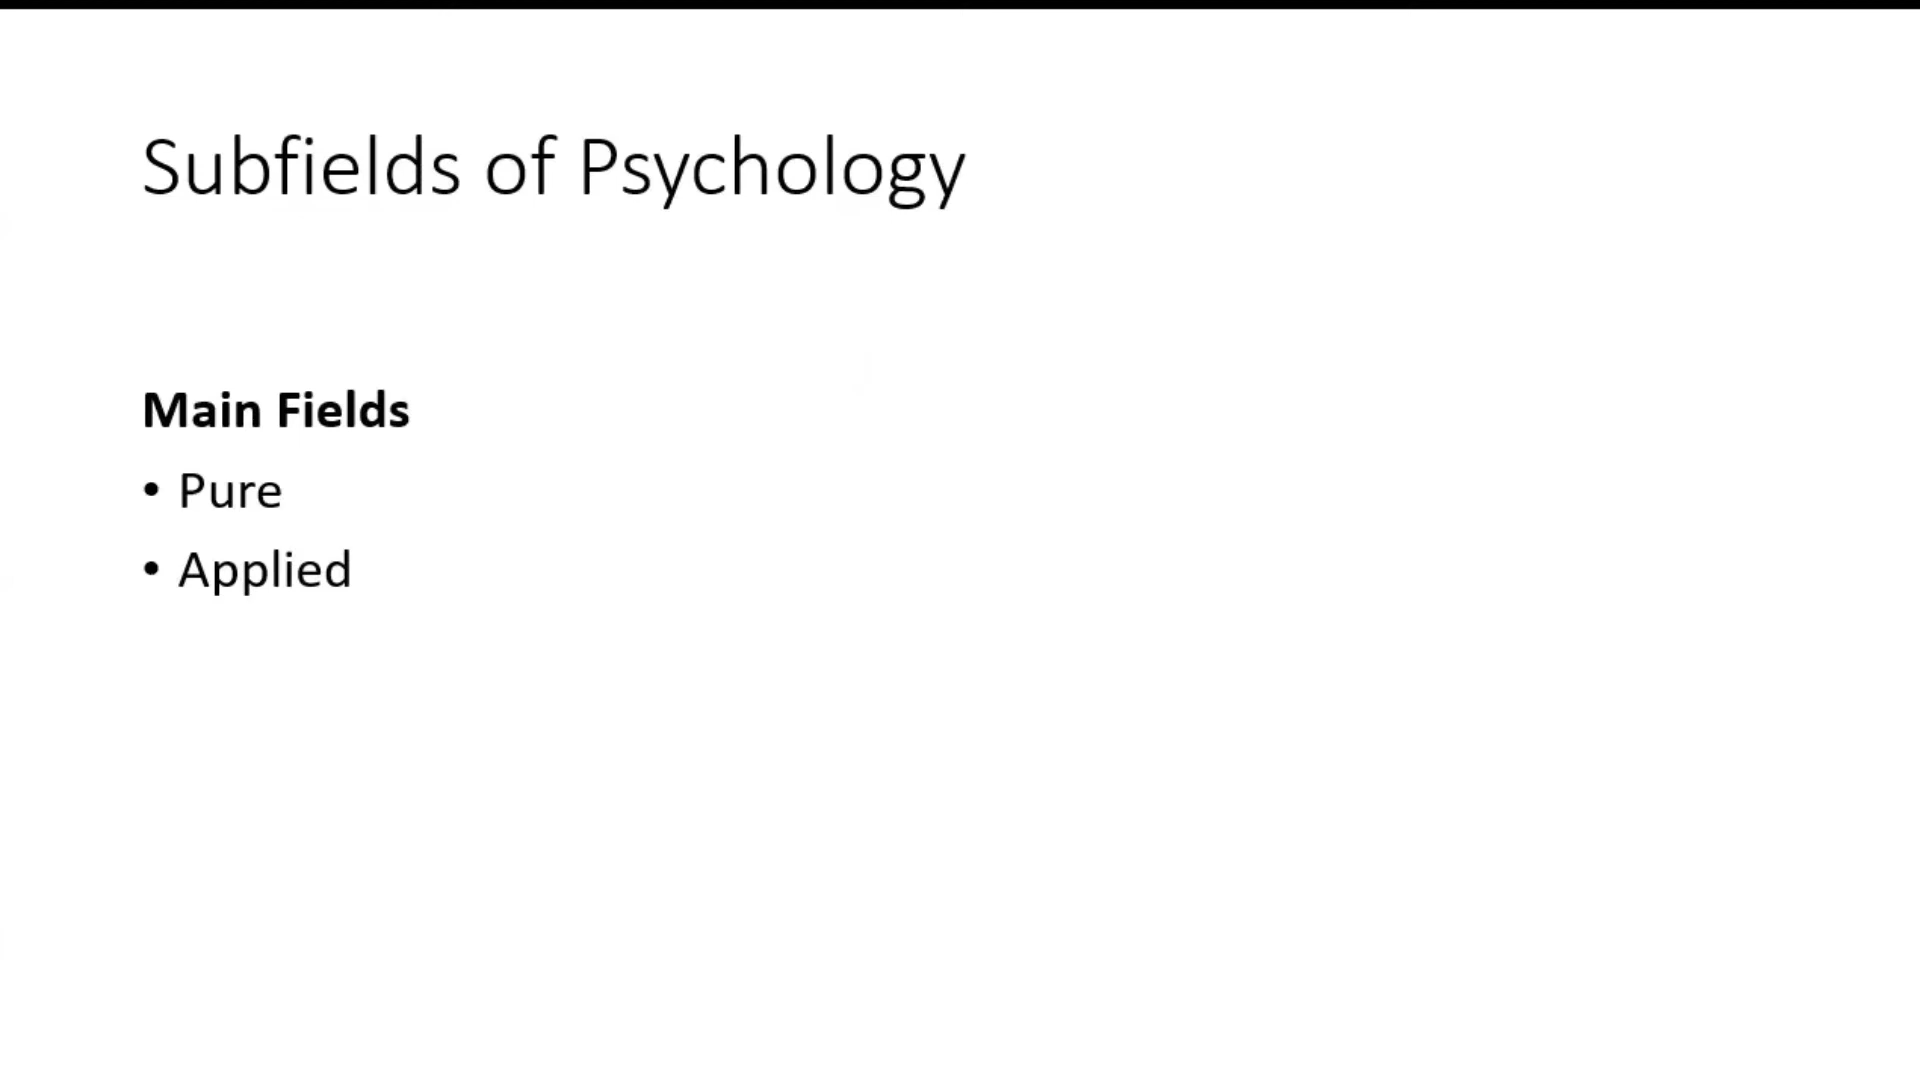 Subfields of Psychology
Main Fields
• Pure
• Applied